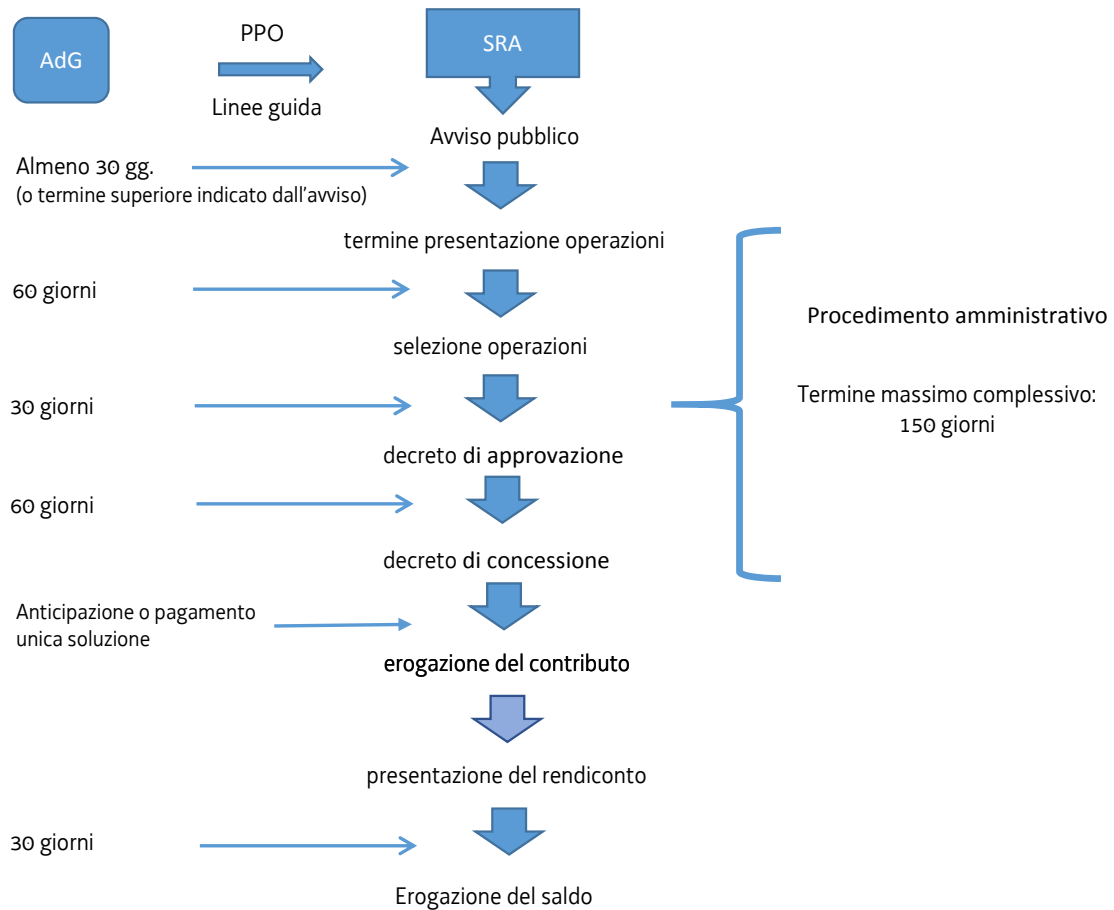 AdG
PPO
Linee guida
SRA
Avviso pubblico
Almeno 30 gg.
(o termine superiore indicato dall'avviso)
termine presentazione operazioni
60 giorni
selezione operazioni
30 giorni
decreto di approvazione
60 giorni
decreto di concessione
Procedimento amministrativo
Termine massimo complessivo:
150 giorni
Anticipazione o pagamento
unica soluzione
erogazione del contributo
presentazione del rendiconto
30 giorni
Erogazione del saldo